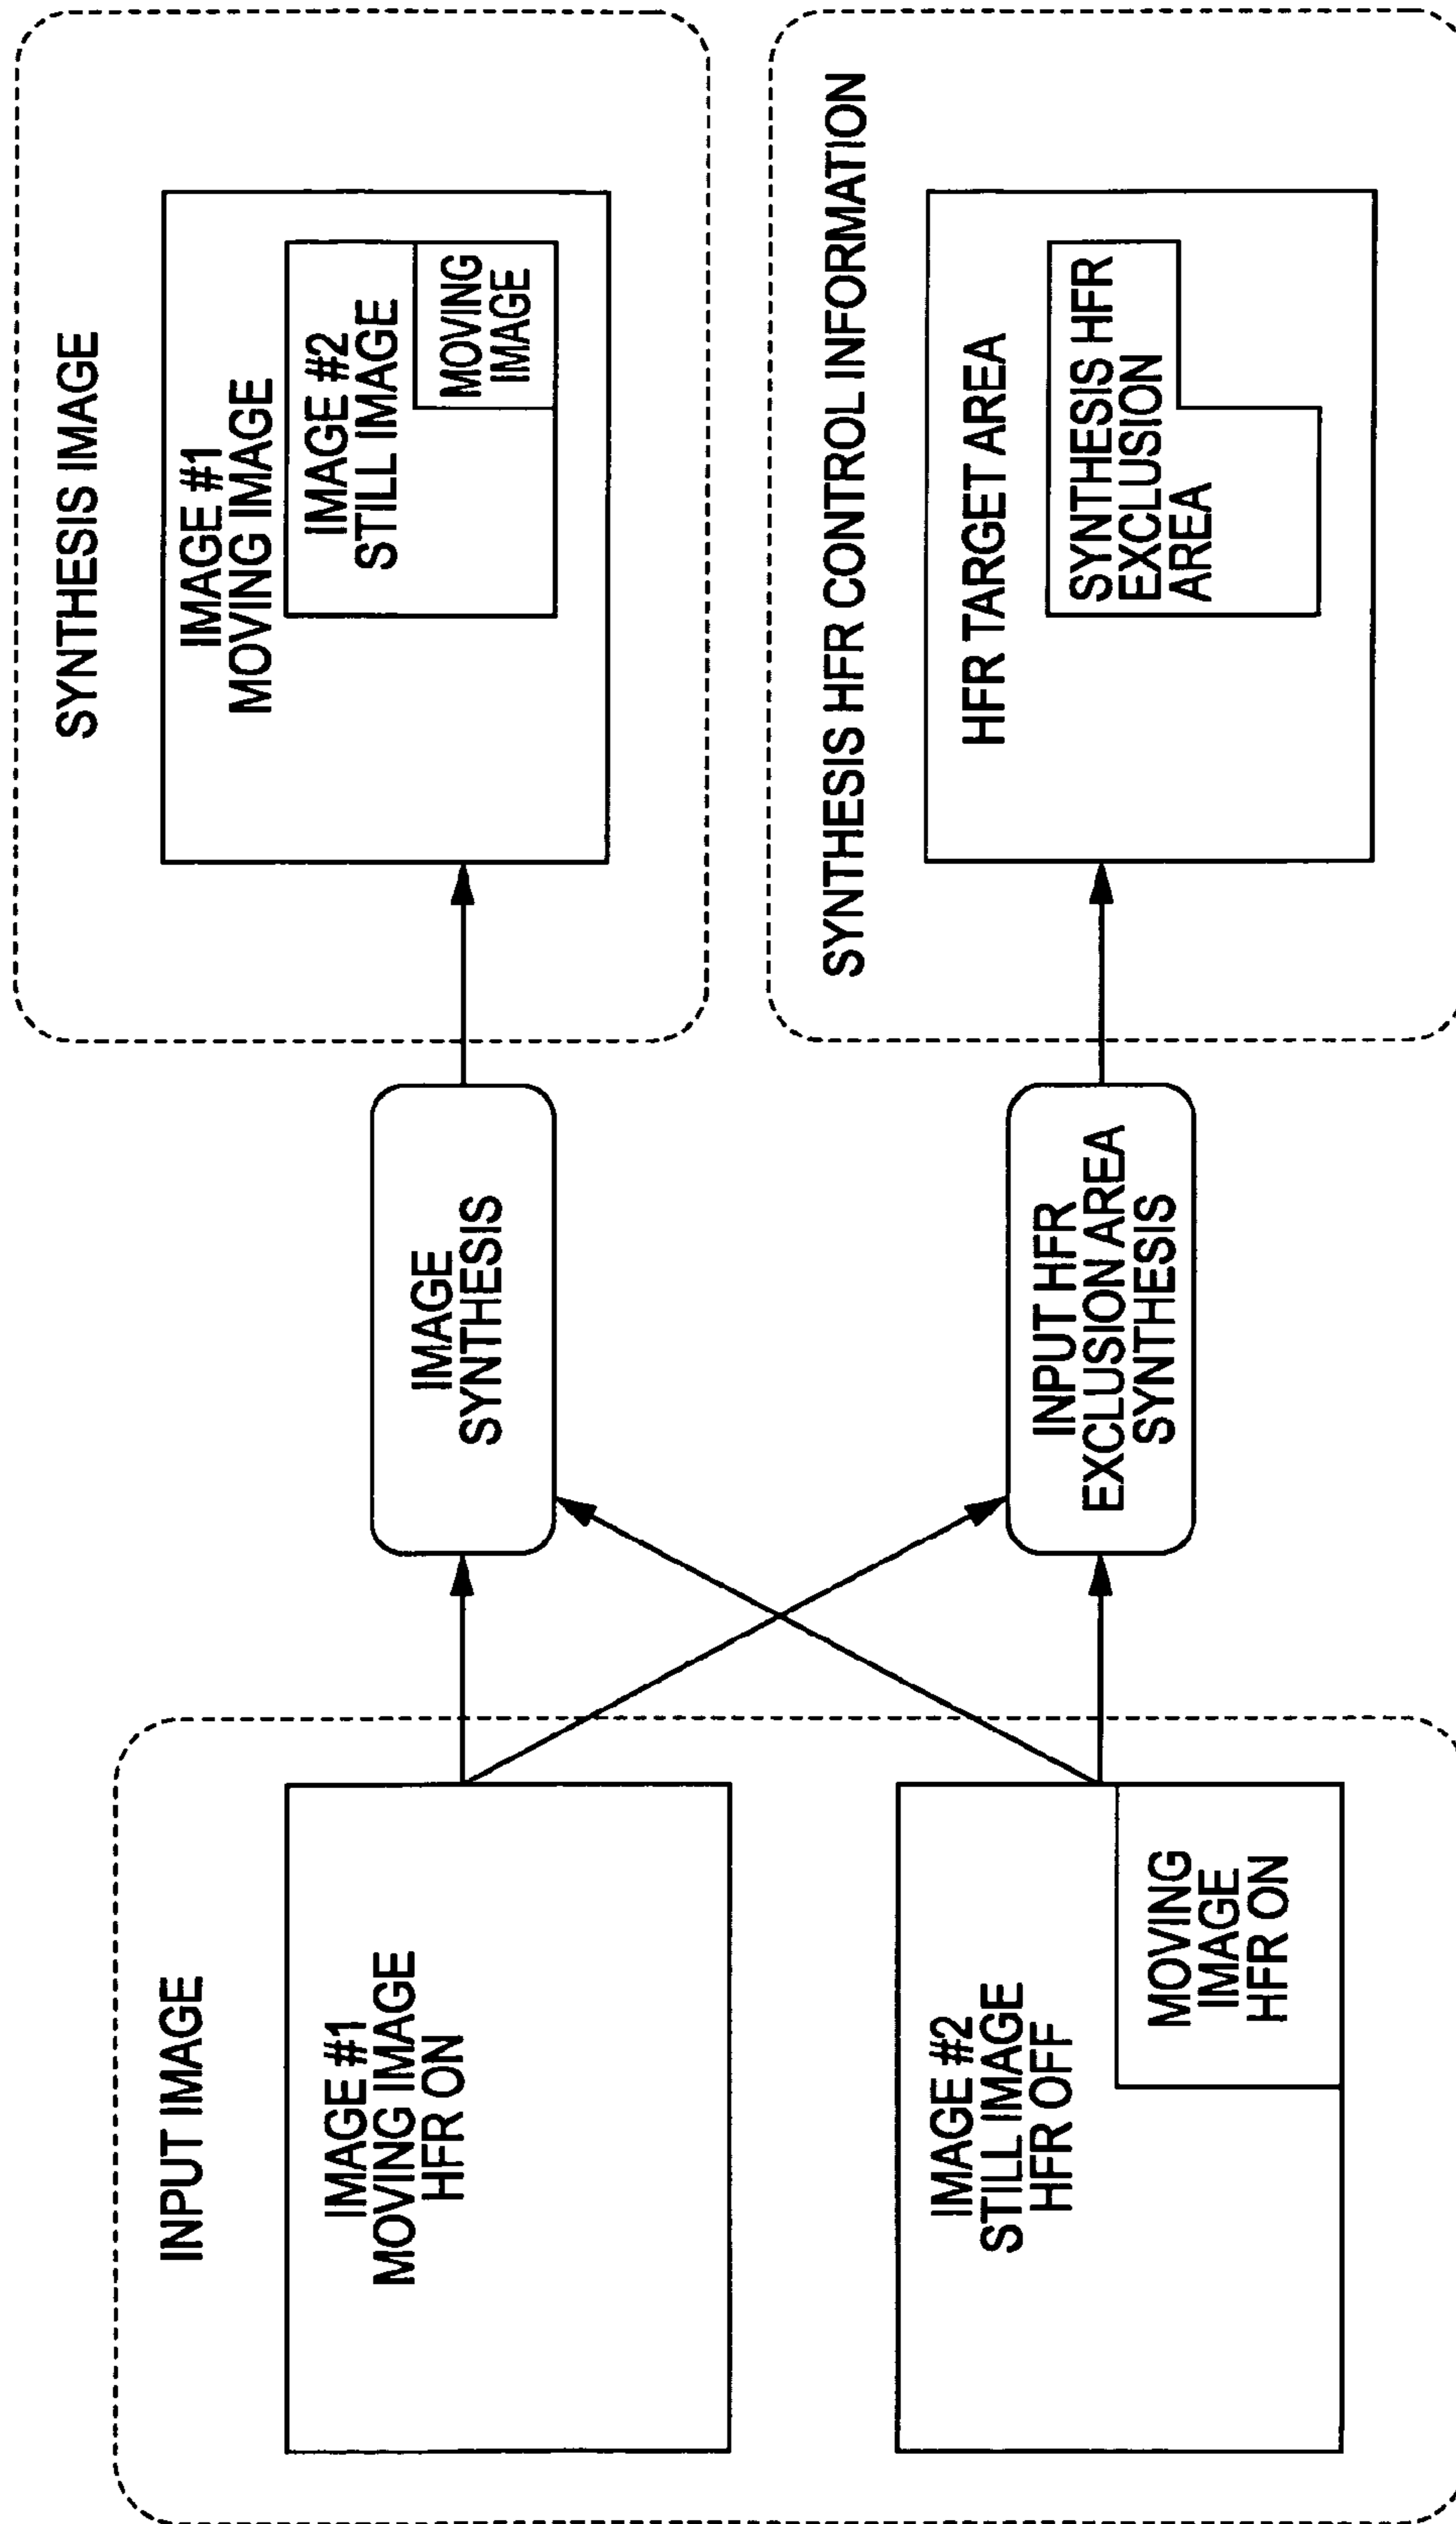 INPUT IMAGE
IMAGE #1
MOVING IMAGE
HFR ON
IMAGE #2
STILL IMAGE
HFR OFF
MOVING
IMAGE
HFR ON
IMAGE
SYNTHESIS
INPUT HFR
EXCLUSION AREA
SYNTHESIS
SYNTHESIS IMAGE
IMAGE #1
MOVING IMAGE
IMAGE #2
STILL IMAGE
MOVING
IMAGE
SYNTHESIS HFR CONTROL INFORMATION
HFR TARGET AREA
SYNTHESIS HFR
EXCLUSION
AREA